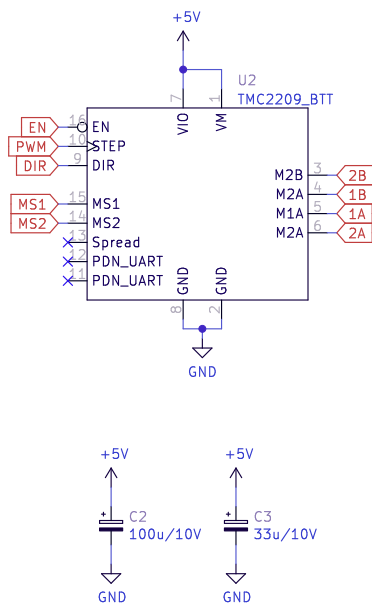 +5V
U2
TMC2209_BTT
7
1
VIO
VM
EN
16
EN
PWM
10
STEP
DIR
9
DIR
MS1
15
MS1
MS2
14
MS2
13
Spread
12
PDN_UART
11
PDN_UART
M2B
3
2B
M2A
4
1B
M1A
5
1A
M2A
6
2A
GND
GND
8
2
GND
+5V
+5V
C2
100u/10V
C3
33u/10V
GND
GND